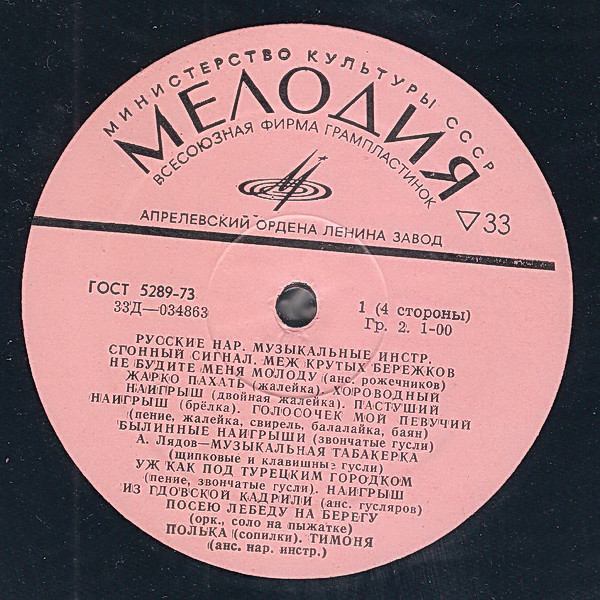 МИНИСТЕРСТВО КУЛЬТУРЫ СССР
МЕЛОДИЯ
ВСЕСОЮЗНАЯ ФИРМА ГРАМПЛАСТИНОК
АПРЕЛЕВСКИЙ ОРДЕНА ЛЕНИНА ЗАВОД
▽33
ГОСТ 5289-73
33Д—034863
1 (4 стороны)
Гр. 2. 1-00
РУССКИЕ НАР. МУЗЫКАЛЬНЫЕ ИНСТР.
СГОННЫЙ СИГНАЛ. МЕЖ КРУТЫХ БЕРЕЖКОВ
НЕ БУДИТЕ МЕНЯ МОЛОДУ (анс. рожечников)
ЖАРКО ПАХАТЬ (жалейка). ХОРОВОДНЫЙ
НАИГРЫШ (двойная жалейка). ПАСТУШИЙ
НАИГРЫШ (брёлка). ГОЛОСОЧЕК МОЙ ПЕВУЧИЙ
(пение, жалейка, свирель, балалайка, баян)
БЫЛИННЫЕ НАИГРЫШИ (звончатые гусли)
А. Лядов—МУЗЫКАЛЬНАЯ ТАБАКЕРКА
(щипковые и клавишные гусли)
УЖ КАК ПОД ТУРЕЦКИМ ГОРОДКОМ
(пение, звончатые гусли). НАИГРЫШ
ИЗ ГДОВСКОЙ КАДРИЛИ (анс. гусляров)
ПОСЕЮ ЛЕБЕДУ НА БЕРЕГУ
(орк., соло на пыжатке)
ПОЛЬКА (сопилки). ТИМОНЯ
(анс. нар. инстр.)